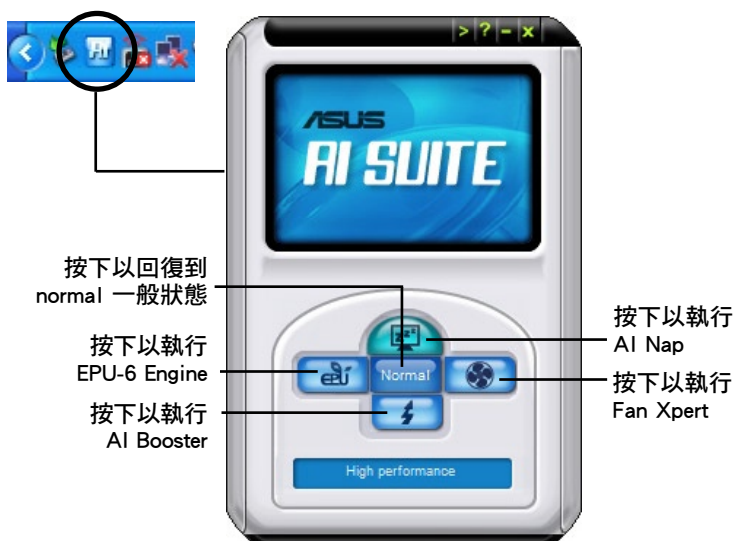 > ? - x
ASUS
AI SUITE
按下以回復到
normal 一般狀態
按下以執行
EPU-6 Engine
按下以執行
AI Booster
按下以執行
AI Nap
按下以執行
Fan Xpert
zzz
EPU
Normal
High performance